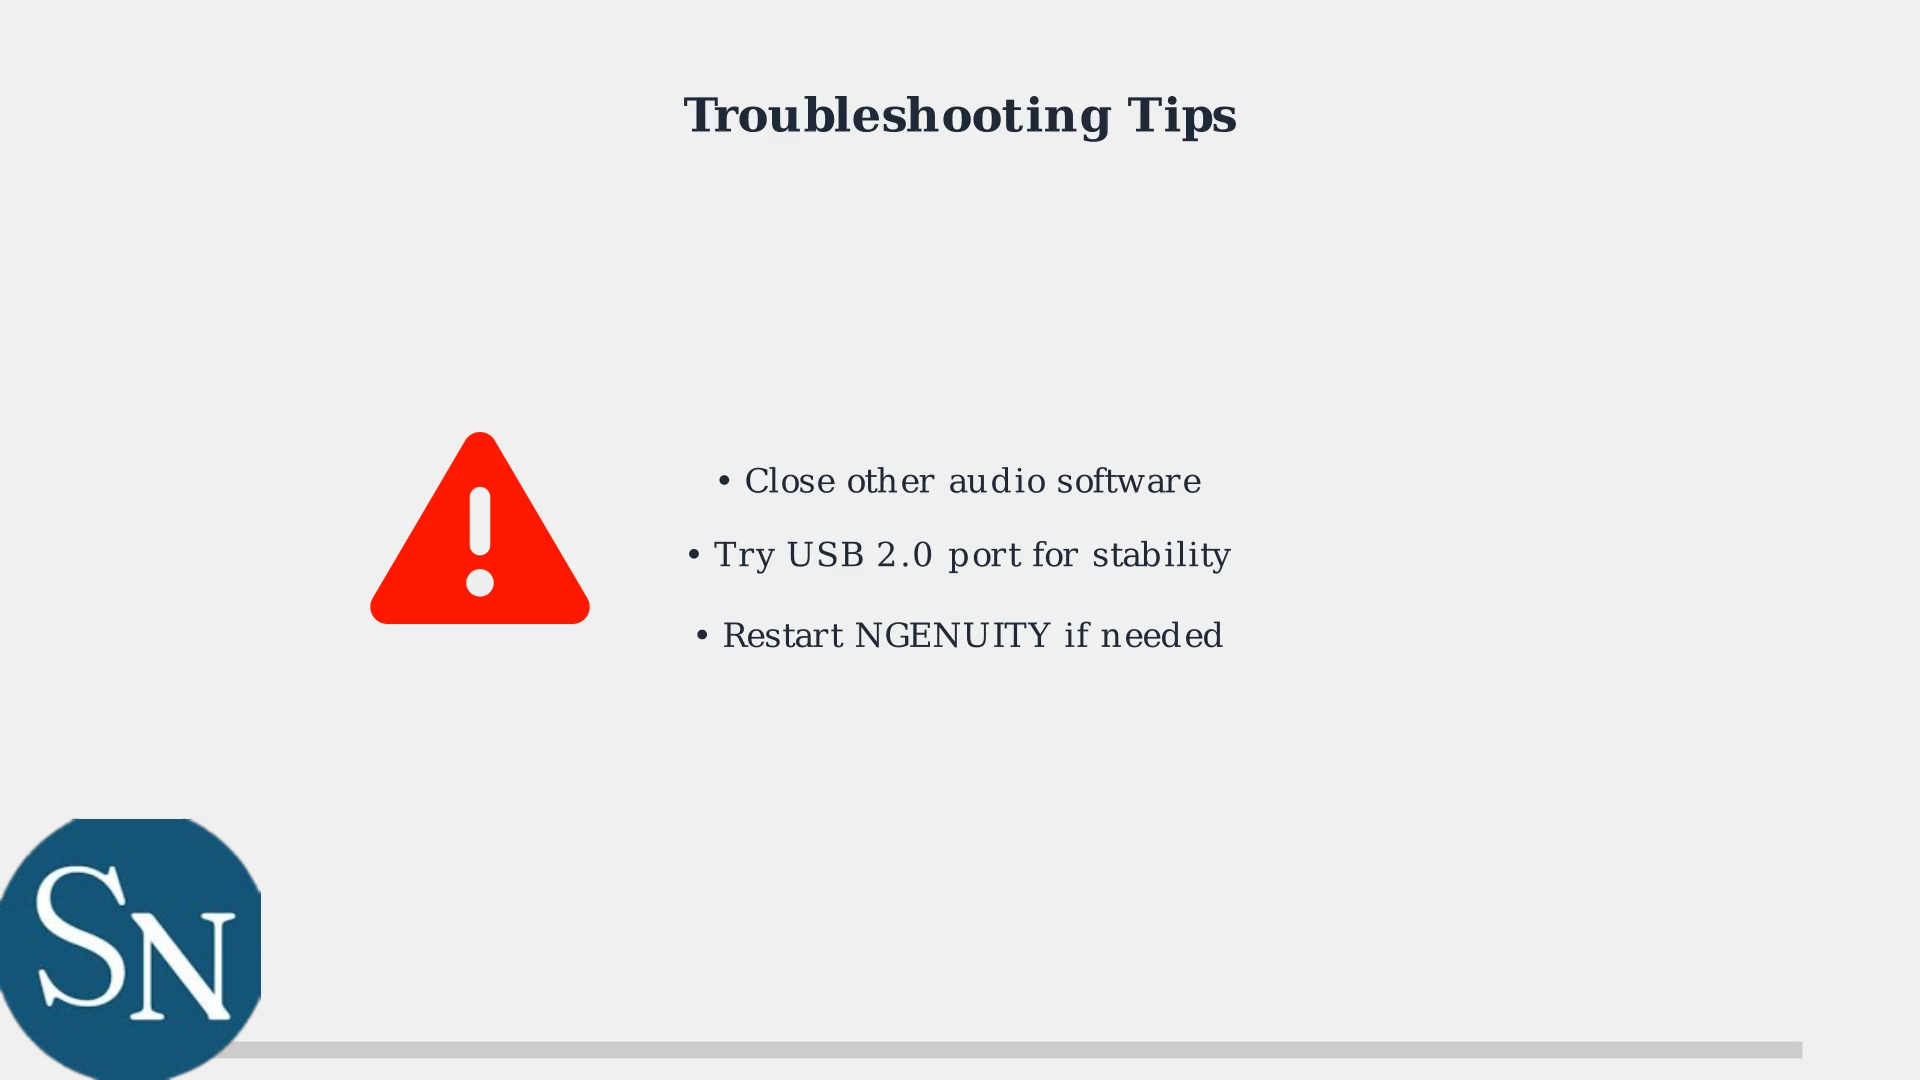 Troubleshooting Tips
• Close other audio software
• Try USB 2.0 port for stability
• Restart NGENUITY if needed
SN